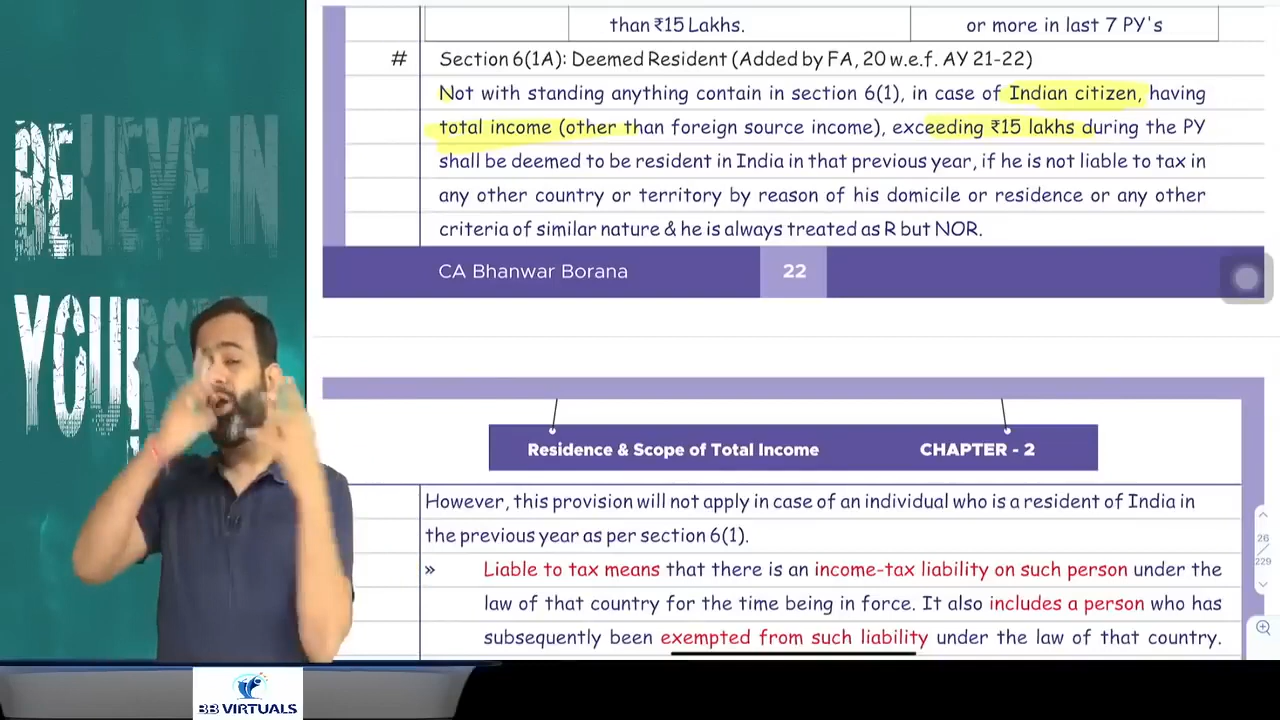 than ₹15 Lakhs.
or more in last 7 PY's
# Section 6(1A): Deemed Resident (Added by FA, 20 w.e.f. AY 21-22)
Not with standing anything contain in section 6(1), in case of Indian citizen, having
total income (other than foreign source income), exceeding ₹15 lakhs during the PY
shall be deemed to be resident in India in that previous year, if he is not liable to tax in
any other country or territory by reason of his domicile or residence or any other
criteria of similar nature & he is always treated as R but NOR.
CA Bhanwar Borana
22
Residence & Scope of Total Income
CHAPTER - 2
However, this provision will not apply in case of an individual who is a resident of India in
the previous year as per section 6(1).
» Liable to tax means that there is an income-tax liability on such person under the
law of that country for the time being in force. It also includes a person who has
subsequently been exempted from such liability under the law of that country.
26
229
BELIEVE IN
YOUR
BB VIRTUALS